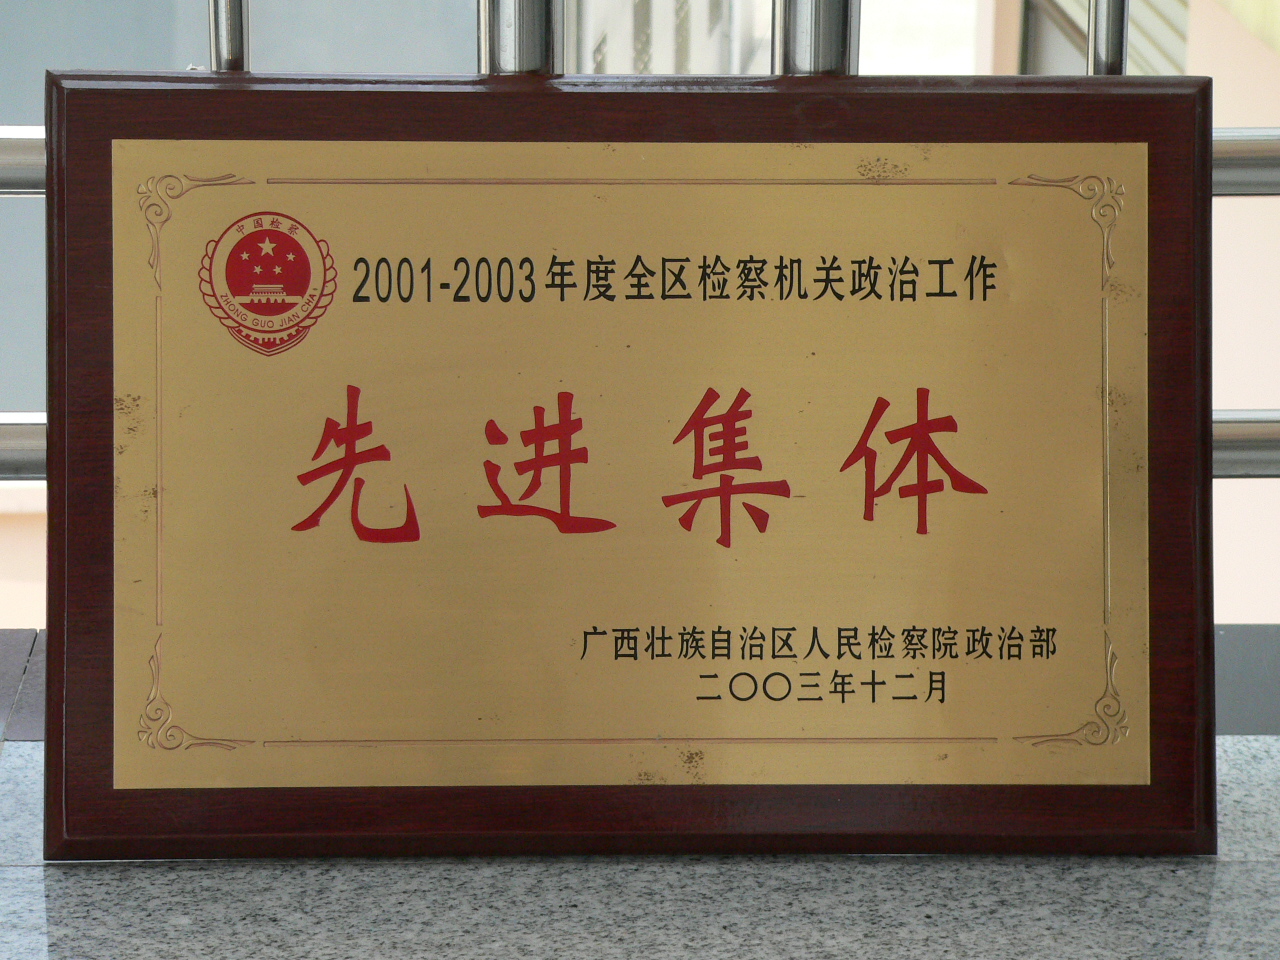 中国检察
ZHONG GUO JIAN CHA
2001-2003年度全区检察机关政治工作
先进集体
广西壮族自治区人民检察院政治部
二〇〇三年十二月